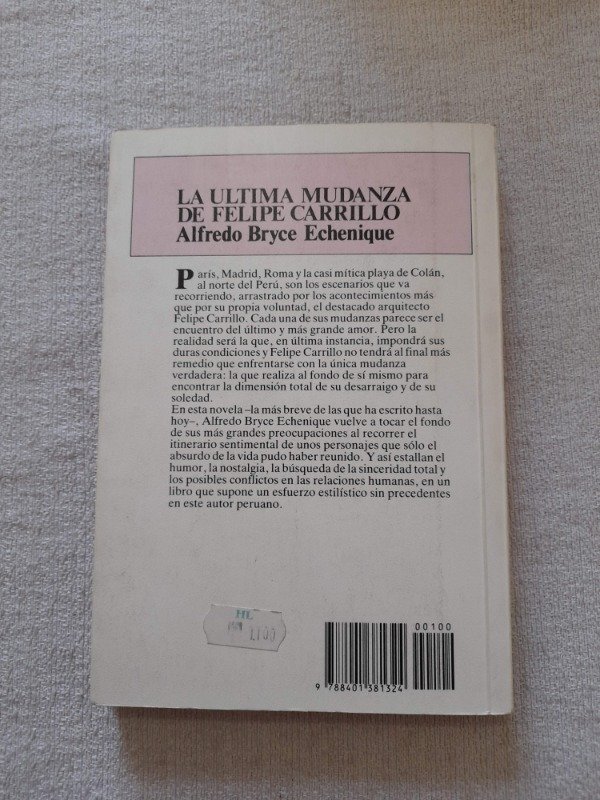 LA ULTIMA MUDANZA
DE FELIPE CARRILLO
Alfredo Bryce Echenique
París, Madrid, Roma y la casi mítica playa de Colán,
al norte del Perú, son los escenarios que va
recorriendo, arrastrado por los acontecimientos más
que por su propia voluntad, el destacado arquitecto
Felipe Carrillo. Cada una de sus mudanzas parece ser el
encuentro del último y más grande amor. Pero la
realidad será la que, en última instancia, impondrá sus
duras condiciones y Felipe Carrillo no tendrá al final más
remedio que enfrentarse con la única mudanza
verdadera: la que realiza al fondo de sí mismo para
encontrar la dimensión total de su desarraigo y de su
soledad.
En esta novela –la más breve de las que ha escrito hasta
hoy–, Alfredo Bryce Echenique vuelve a tocar el fondo
de sus más grandes preocupaciones al recorrer el
itinerario sentimental de unos personajes que sólo el
absurdo de la vida pudo haber reunido. Y así estallan el
humor, la nostalgia, la búsqueda de la sinceridad total y
los posibles conflictos en las relaciones humanas, en un
libro que supone un esfuerzo estilístico sin precedentes
en este autor peruano.
HL
00100
9 788401 381324